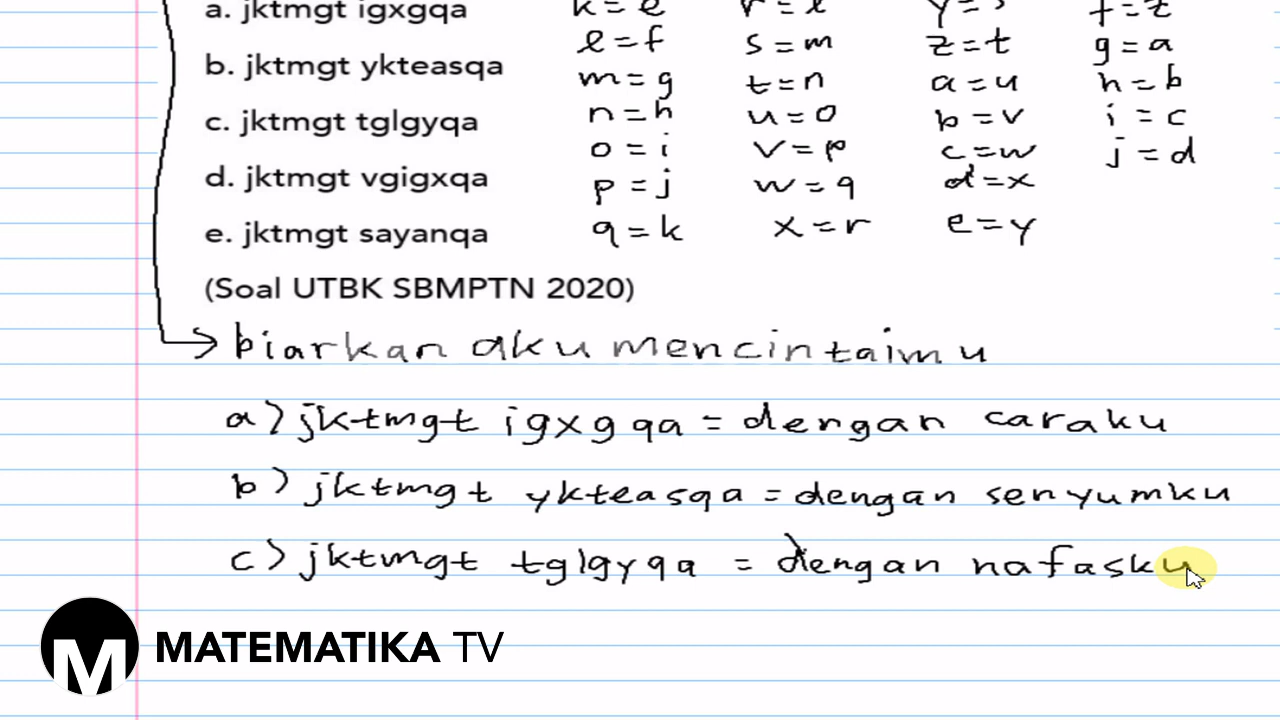 a. jktmgt igxgqa k=e r=l y=s f=z
l=f s=m z=t g=a
b. jktmgt ykteasqa m=g t=n a=u h=b
n=h u=o b=v i=c
c. jktmgt tglgyqa o=i v=p c=w j=d
d. jktmgt vgigxqa p=j w=q d=x
e. jktmgt sayanqa q=k x=r e=y
(Soal UTBK SBMPTN 2020)
biarkan aku mencintaimu
a) jktmgt igxgqa = dengan caraku
b) jktmgt ykteasqa = dengan senyumku
c) jktmgt tglgyqa = dengan nafasku
M MATEMATIKA TV